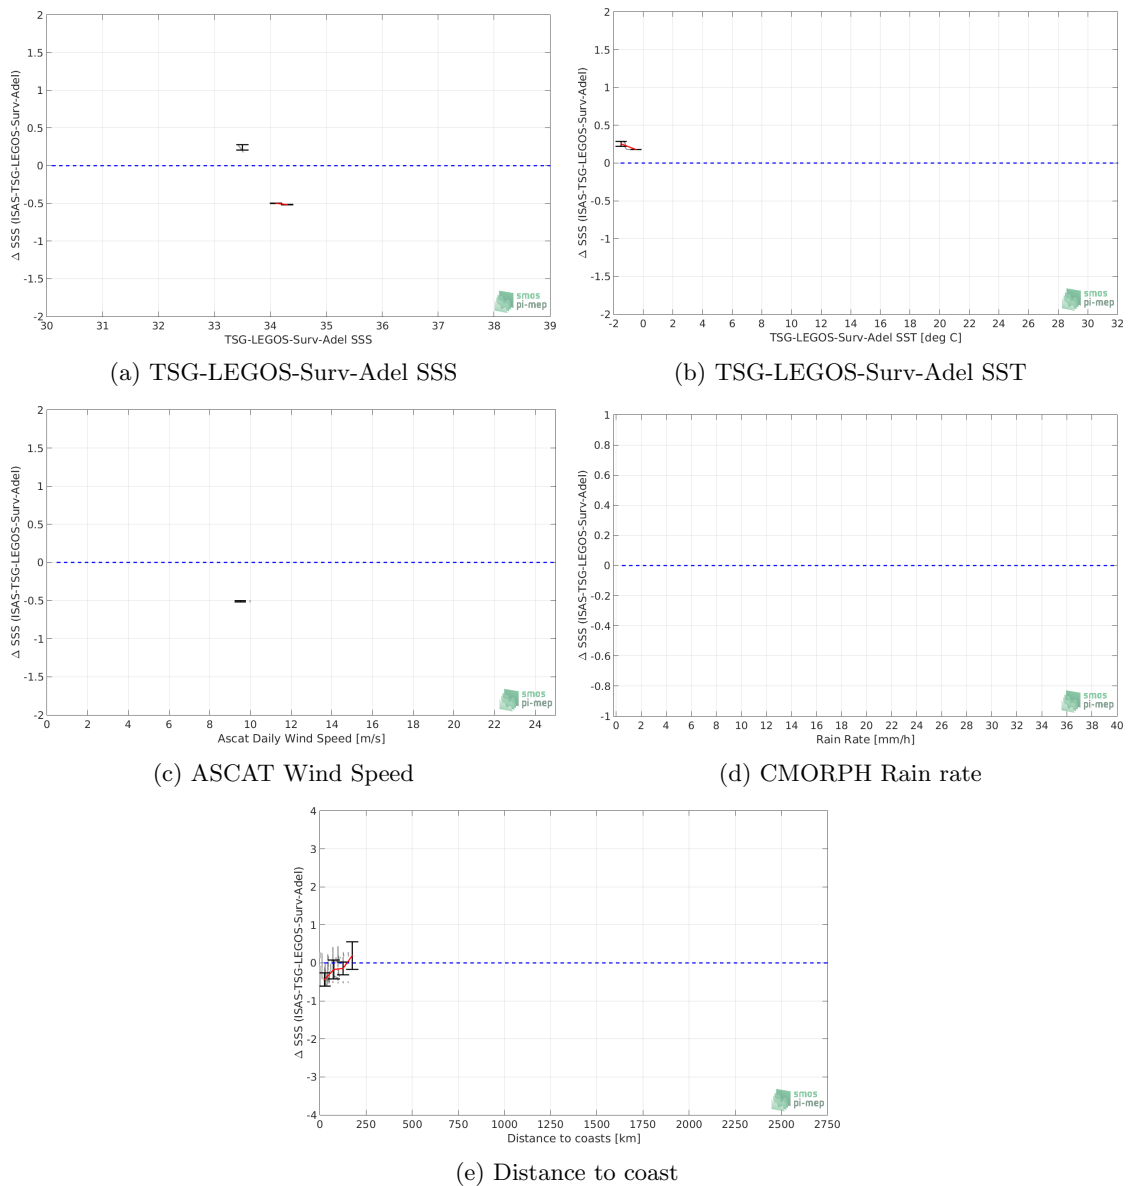 2
1.5
1
0.5
0
-0.5
-1
-1.5
-2
Δ SSS (ISAS-TSG-LEGOS-Surv-Adel)
30 31 32 33 34 35 36 37 38 39
TSG-LEGOS-Surv-Adel SSS
smos
pi-mep
(a) TSG-LEGOS-Surv-Adel SSS
2
1.5
1
0.5
0
-0.5
-1
-1.5
-2
Δ SSS (ISAS-TSG-LEGOS-Surv-Adel)
-2 0 2 4 6 8 10 12 14 16 18 20 22 24 26 28 30 32
TSG-LEGOS-Surv-Adel SST [deg C]
smos
pi-mep
(b) TSG-LEGOS-Surv-Adel SST
2
1.5
1
0.5
0
-0.5
-1
-1.5
-2
Δ SSS (ISAS-TSG-LEGOS-Surv-Adel)
0 2 4 6 8 10 12 14 16 18 20 22 24
Ascat Daily Wind Speed [m/s]
smos
pi-mep
(c) ASCAT Wind Speed
1
0.8
0.6
0.4
0.2
0
-0.2
-0.4
-0.6
-0.8
-1
Δ SSS (ISAS-TSG-LEGOS-Surv-Adel)
0 2 4 6 8 10 12 14 16 18 20 22 24 26 28 30 32 34 36 38 40
Rain Rate [mm/h]
smos
pi-mep
(d) CMORPH Rain rate
4
3
2
1
0
-1
-2
-3
-4
Δ SSS (ISAS-TSG-LEGOS-Surv-Adel)
0 250 500 750 1000 1250 1500 1750 2000 2250 2500 2750
Distance to coasts [km]
smos
pi-mep
(e) Distance to coast